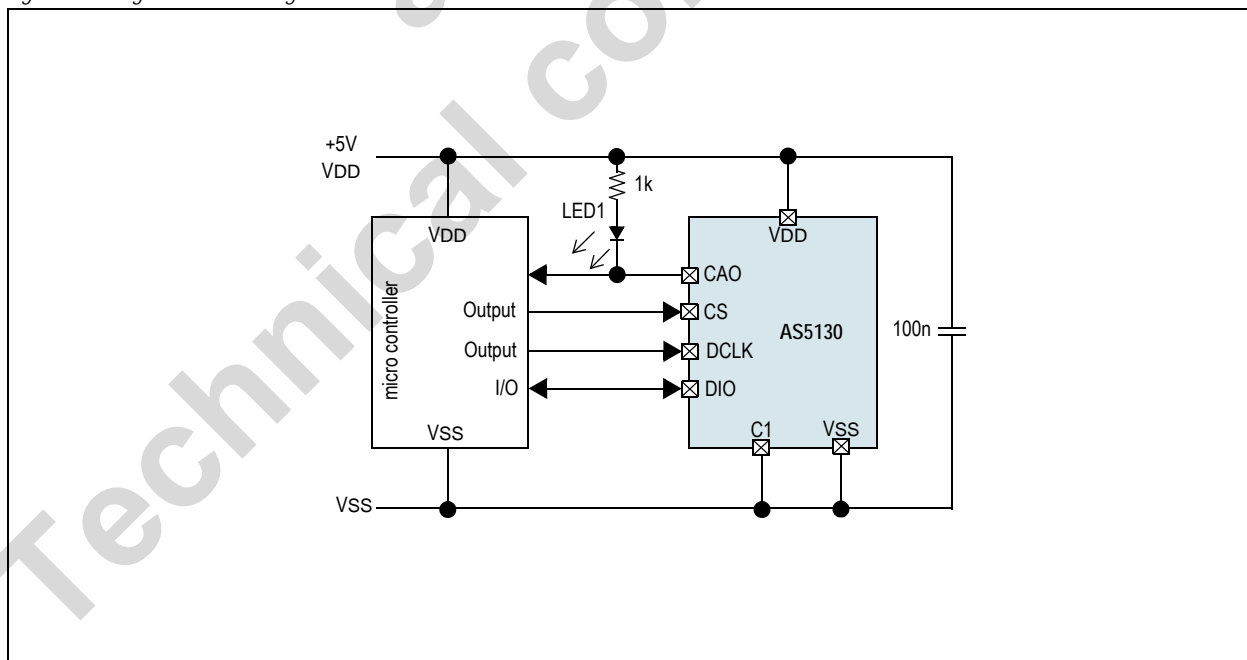 +5V
VDD
1k
LED1
VDD
VDD
micro controller
CAO
Output
CS
AS5130
100n
Output
DCLK
I/O
DIO
VSS
C1
VSS
VSS
Technical co